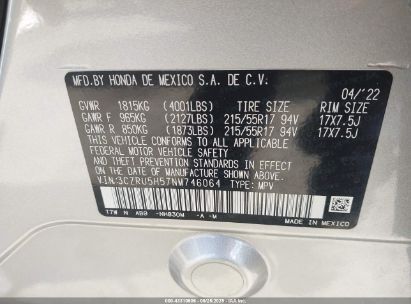 MFD.BY HONDA DE MEXICO S.A. DE C.V. 04/'22
GVWR 1815KG (4001LBS) TIRE SIZE RIM SIZE
GAWR F 965KG (2127LBS) 215/55R17 94V 17X7.5J
GAWR R 850KG (1873LBS) 215/55R17 94V 17X7.5J
THIS VEHICLE CONFORMS TO ALL APPLICABLE
FEDERAL MOTOR VEHICLE SAFETY AND THEFT
PREVENTION STANDARDS IN EFFECT ON THE DATE
OF MANUFACTURE SHOWN ABOVE.
VIN:3CZRU5H57NM746064 TYPE: MPV
T7W N NH830M -A -M
MADE IN MEXICO